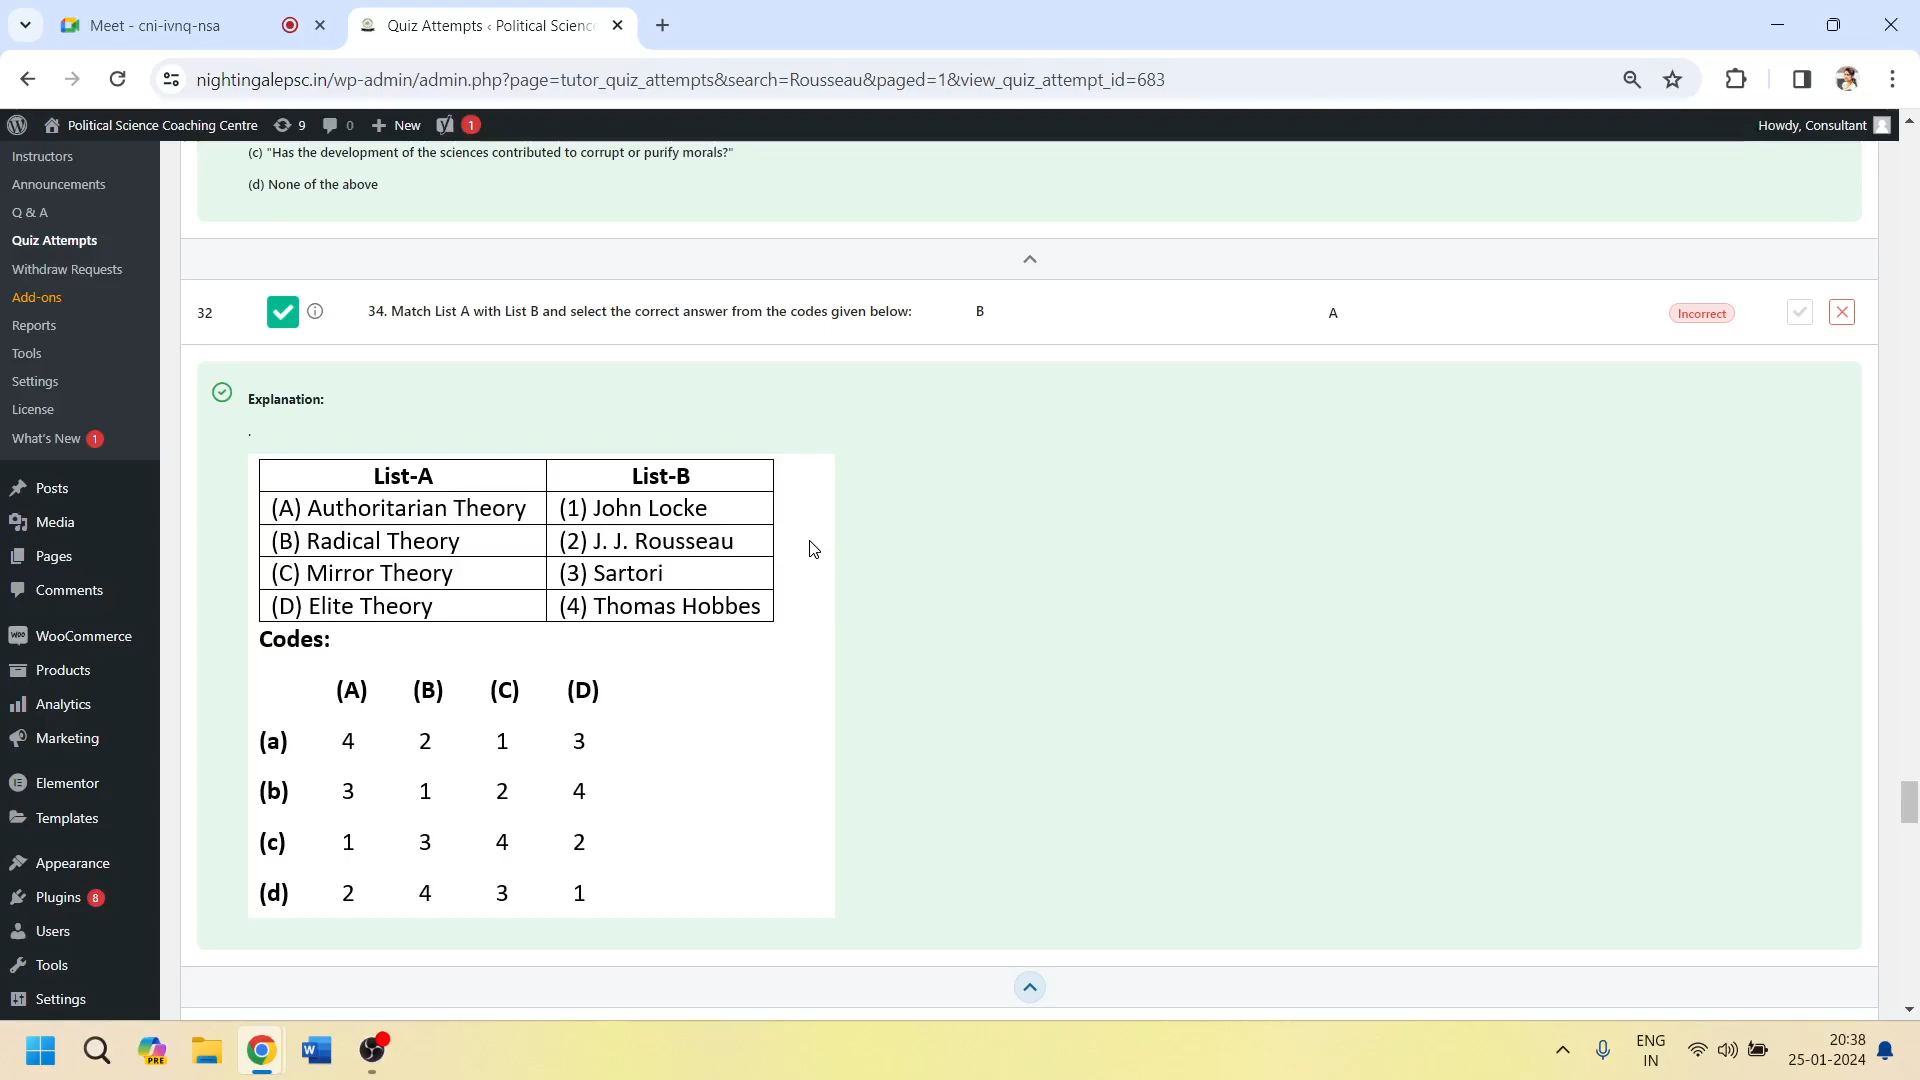 Meet - cni-ivnq-nsa
Quiz Attempts ‹ Political Science
nightingalepsc.in/wp-admin/admin.php?page=tutor_quiz_attempts&search=Rousseau&paged=1&view_quiz_attempt_id=683
Political Science Coaching Centre 9 0 New 1 Howdy, Consultant
Instructors
Announcements
Q & A
Quiz Attempts
Withdraw Requests
Add-ons
Reports
Tools
Settings
License
What's New 1
Posts
Media
Pages
Comments
WooCommerce
Products
Analytics
Marketing
Elementor
Templates
Appearance
Plugins 8
Users
Tools
Settings
(c) "Has the development of the sciences contributed to corrupt or purify morals?"
(d) None of the above
32 34. Match List A with List B and select the correct answer from the codes given below: B A Incorrect
Explanation:
.
List-A List-B
(A) Authoritarian Theory (1) John Locke
(B) Radical Theory (2) J. J. Rousseau
(C) Mirror Theory (3) Sartori
(D) Elite Theory (4) Thomas Hobbes
Codes:
(A) (B) (C) (D)
(a) 4 2 1 3
(b) 3 1 2 4
(c) 1 3 4 2
(d) 2 4 3 1
PRE
ENG
IN
20:38
25-01-2024